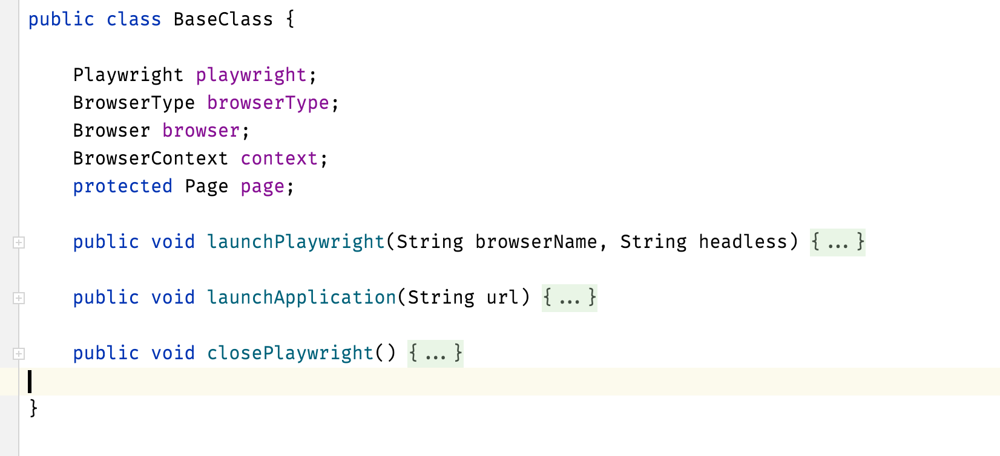 public class BaseClass {
Playwright playwright;
BrowserType browserType;
Browser browser;
BrowserContext context;
protected Page page;
public void launchPlaywright(String browserName, String headless) {...}
public void launchApplication(String url) {...}
public void closePlaywright() {...}
}